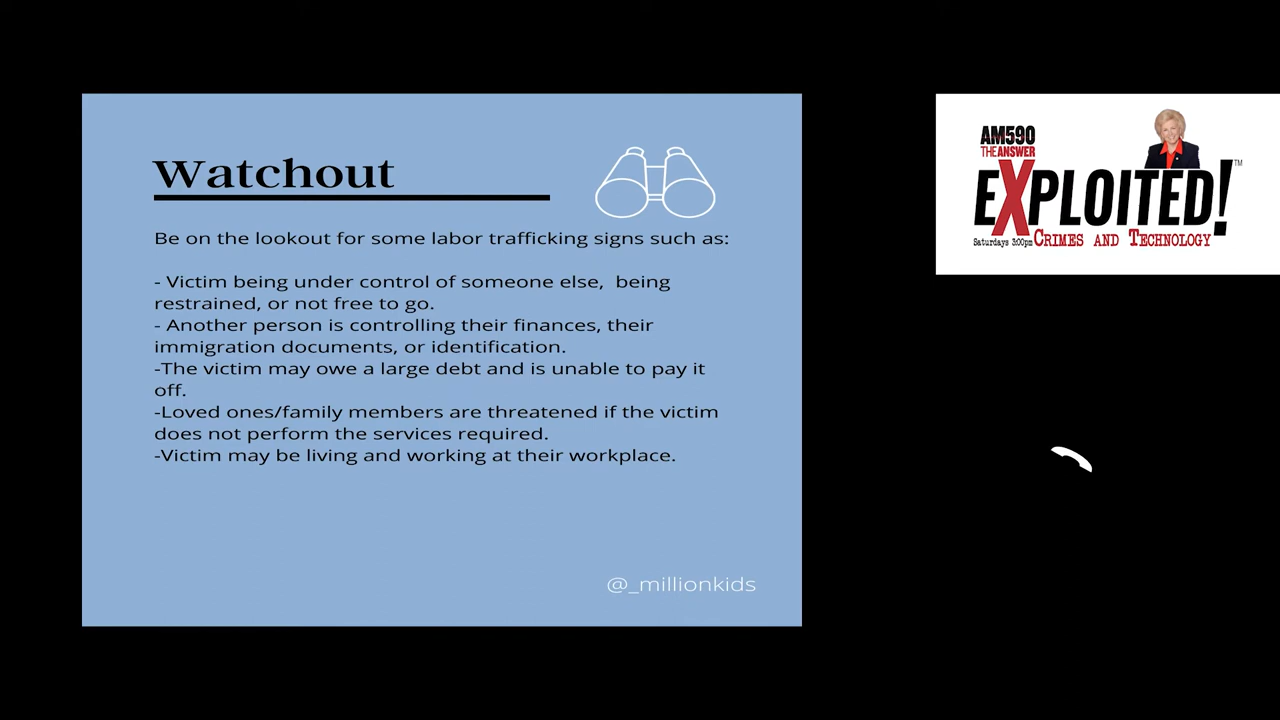 Watchout
Be on the lookout for some labor trafficking signs such as:
- Victim being under control of someone else,  being
restrained, or not free to go.
- Another person is controlling their finances, their
immigration documents, or identification.
-The victim may owe a large debt and is unable to pay it
off.
-Loved ones/family members are threatened if the victim
does not perform the services required.
-Victim may be living and working at their workplace.
@_millionkids
AM590
THE ANSWER
EXPLOITED!™
Saturdays 3:00pm CRIMES AND TECHNOLOGY